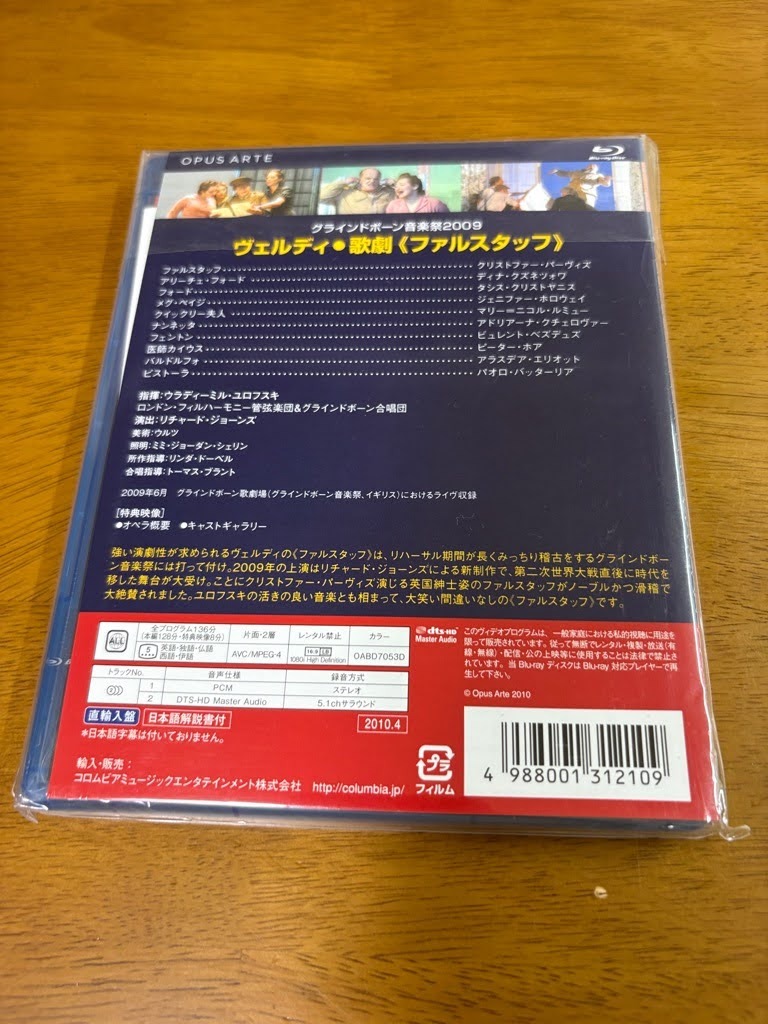 OPUS ARTE
Blu-ray Disc
グラインドボーン音楽祭2009
ヴェルディ●歌劇《ファルスタッフ》
ファルスタッフ クリストファー・パーヴィズ
アリーチェ・フォード ディナ・クズネツォワ
フォード タシス・クリストヤニス
メグ・ペイジ ジェニファー・ホロウェイ
クイックリー夫人 マリー=ニコル・ルミュー
ナンネッタ アドリアーナ・クチェロヴァー
フェントン ビュレント・ベズデュズ
医師カイウス ピーター・ホア
バルドルフォ アラスデア・エリオット
ピストーラ パオロ・バッターリア
指揮:ウラディーミル・ユロフスキ
ロンドン・フィルハーモニー管弦楽団&グラインドボーン合唱団
演出:リチャード・ジョーンズ
美術:ウルツ
照明:ミミ・ジョーダン・シェリン
所作指導:リンダ・ドーベル
合唱指導:トーマス・ブラント
2009年6月 グラインドボーン歌劇場(グラインドボーン音楽祭、イギリス)におけるライヴ収録
[特典映像]
●オペラ概要 ●キャストギャラリー
強い演劇性が求められるヴェルディの《ファルスタッフ》は、リハーサル期間が長くみっちり稽古をするグラインドボー
ン音楽祭には打って付け。2009年の上演はリチャード・ジョーンズによる新制作で、第二次世界大戦直後に時代を
移した舞台が大受け。ことにクリストファー・パーヴィズ演じる英国紳士姿のファルスタッフがノーブルかつ滑稽
で大絶賛されました。ユロフスキの活きの良い音楽とも相まって、大笑い間違いなしの《ファルスタッフ》です。
ALL
全プログラム136分
(本編128分・特典映像8分)
片面・2層
レンタル禁止
カラー
5
英語・独語・仏語
西語・伊語
AVC/MPEG-4
16:9 LB
1080i High Definition
OABD7053D
トラックNo. 音声仕様 録音方式
1 PCM ステレオ
2 DTS-HD Master Audio 5.1chサラウンド
dts-HD
Master Audio
このヴィデオプログラムは、一般家庭における私的視聴に用途を
限って販売されています。従って無断でレンタル・複製・放送(有
線・無線)・配信・公の上映等に使用することは法律で禁止さ
れています。当 Blu-ray ディスクは Blu-ray 対応プレイヤーで再
生して下さい。
© Opus Arte 2010
直輸入盤 日本語解説書付
2010.4
*日本語字幕は付いておりません。
輸入・販売:
コロムビアミュージックエンタテインメント株式会社 http://columbia.jp/
プラ
フィルム
4 988001 312109